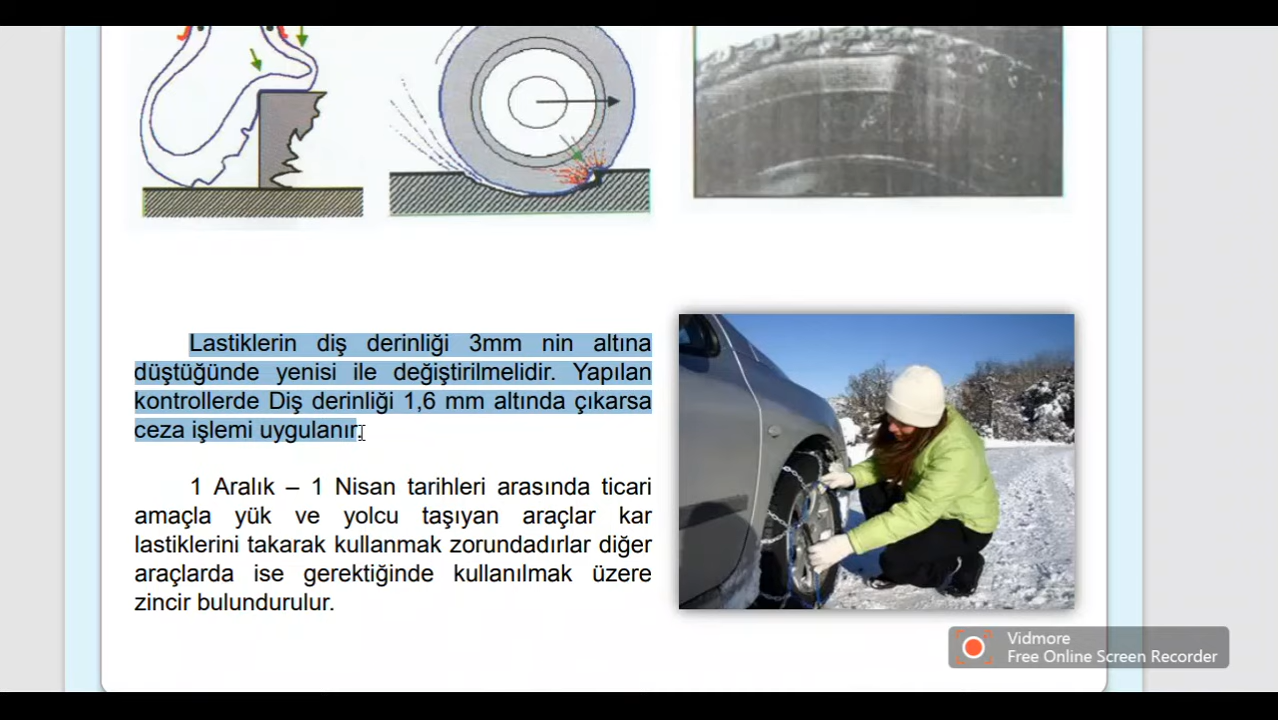 Lastiklerin diş derinliği 3mm nin altına
düştüğünde yenisi ile değiştirilmelidir. Yapılan
kontrollerde Diş derinliği 1,6 mm altında çıkarsa
ceza işlemi uygulanır.
1 Aralık – 1 Nisan tarihleri arasında ticari
amaçla yük ve yolcu taşıyan araçlar kar
lastiklerini takarak kullanmak zorundadırlar diğer
araçlarda ise gerektiğinde kullanılmak üzere
zincir bulundurulur.
Vidmore
Free Online Screen Recorder